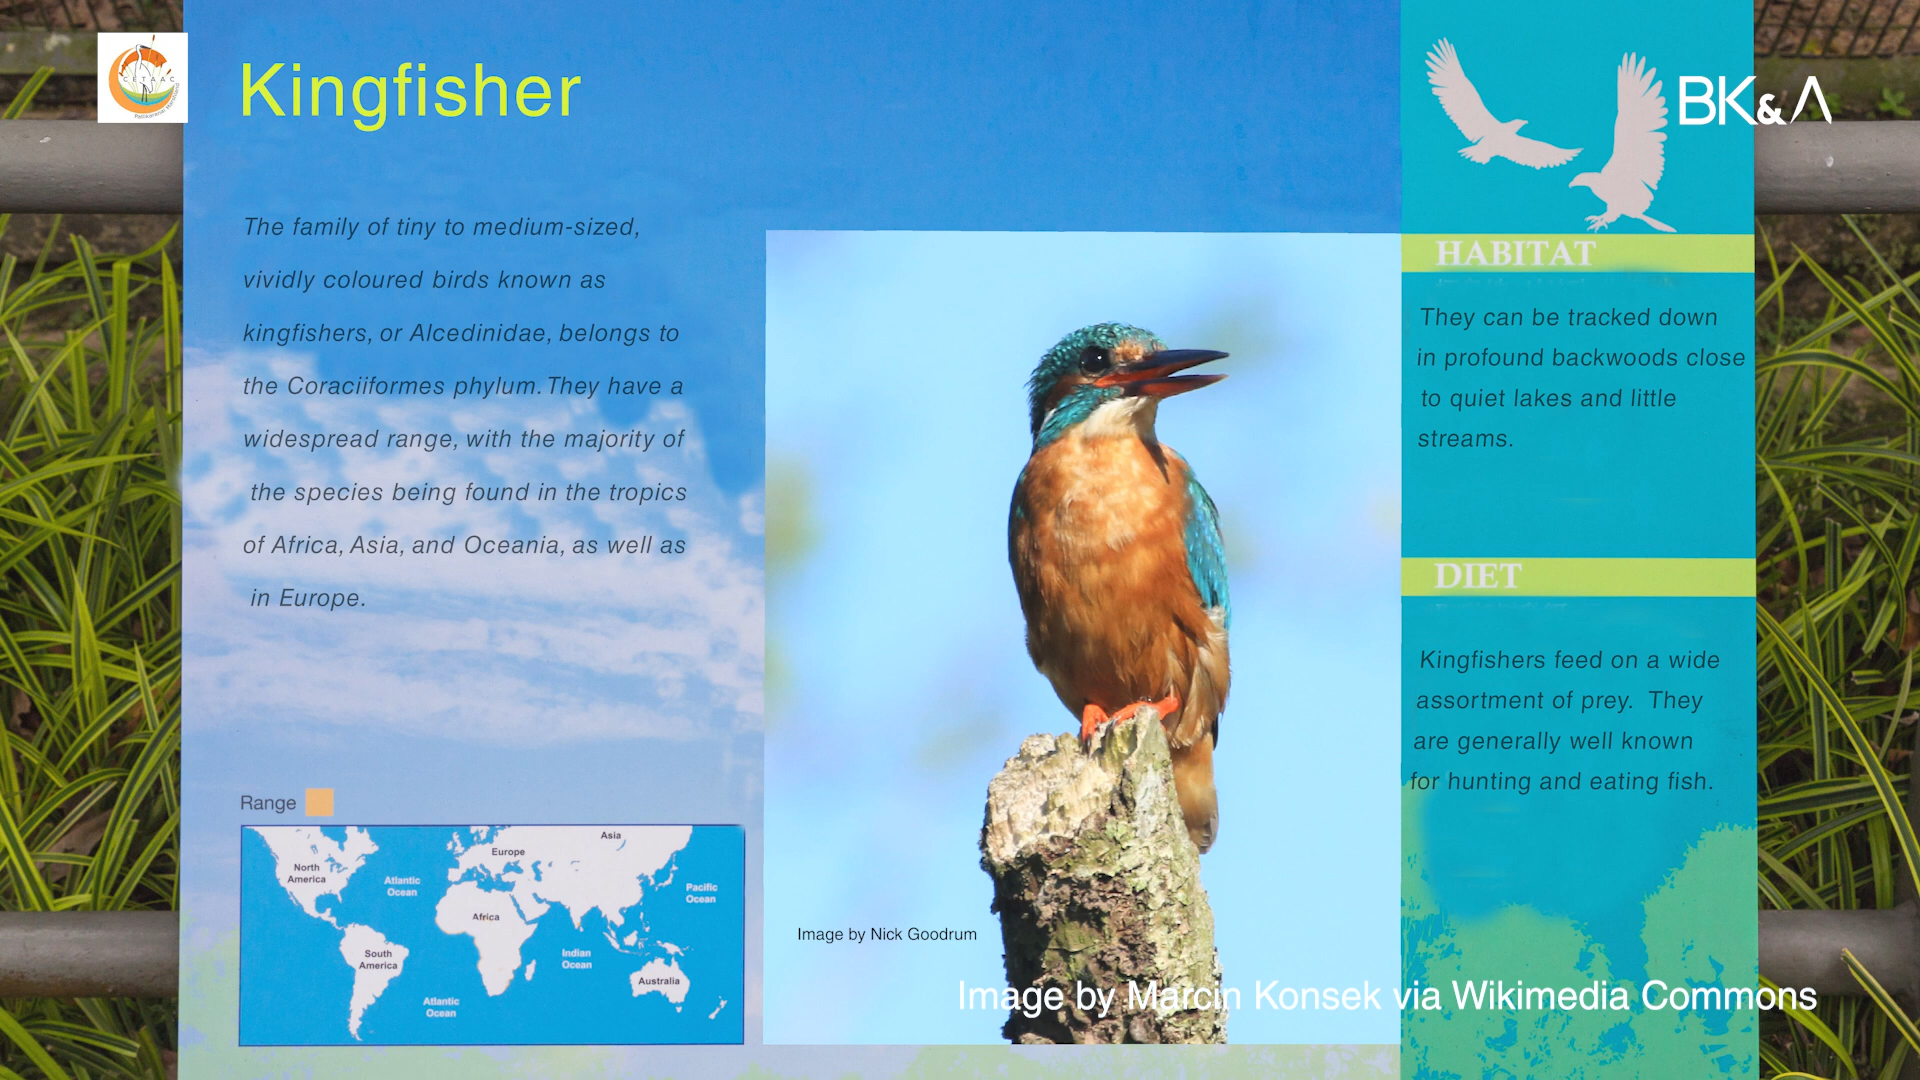 CETAAC
Kingfisher
BK&Λ
The family of tiny to medium-sized,
vividly coloured birds known as
kingfishers, or Alcedinidae, belongs to
the Coraciiformes phylum. They have a
widespread range, with the majority of
the species being found in the tropics
of Africa, Asia, and Oceania, as well as
in Europe.
Range
Asia
Europe
North
America
Atlantic
Ocean
Pacific
Ocean
Africa
South
America
Indian
Ocean
Australia
Atlantic
Ocean
Image by Nick Goodrum
HABITAT
They can be tracked down
in profound backwoods close
to quiet lakes and little
streams.
DIET
Kingfishers feed on a wide
assortment of prey. They
are generally well known
for hunting and eating fish.
Image by Marcin Konsek via Wikimedia Commons